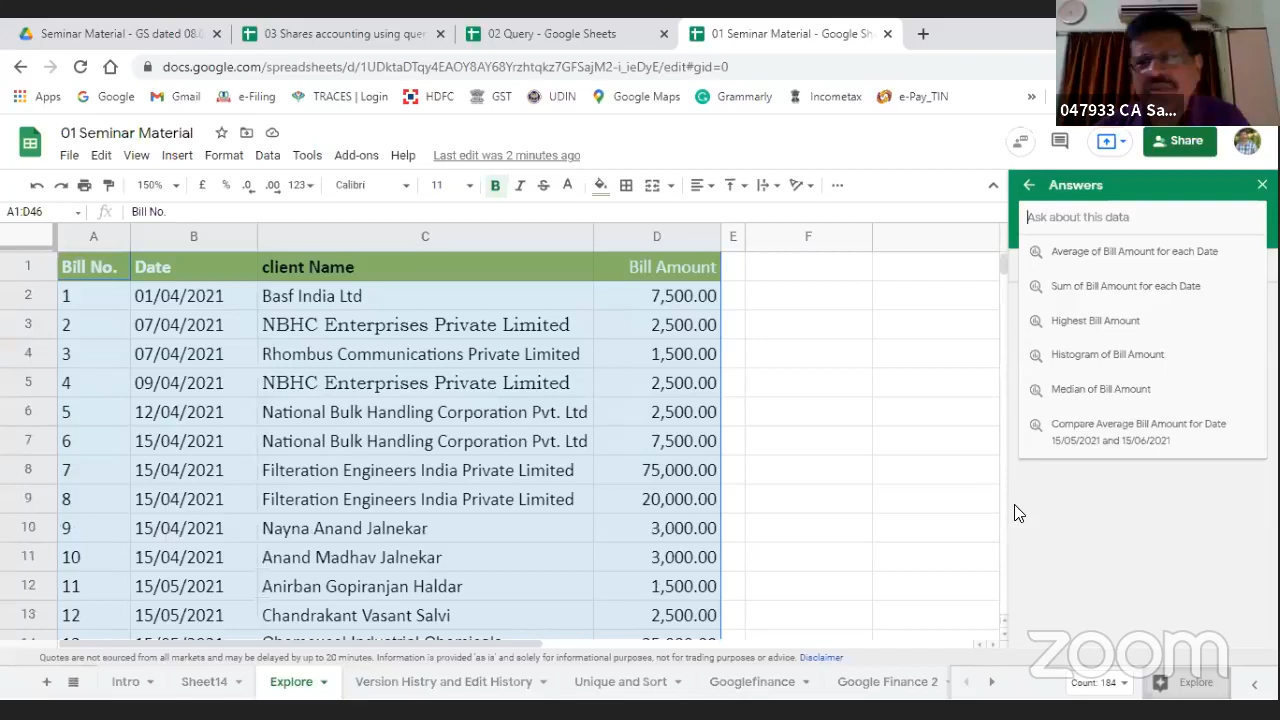 Seminar Material - GS dated 08.0
03 Shares accounting using quer
02 Query - Google Sheets
01 Seminar Material - Google Sh
docs.google.com/spreadsheets/d/1UDktaDTqy4EAOY8AY68Yrzhtqkz7GFSajM2-i_ieDyE/edit#gid=0
Apps
Google
Gmail
e-Filing
TRACES | Login
HDFC
GST
UDIN
Google Maps
Grammarly
Incometax
e-Pay_TIN
»
047933 CA Sa...
01 Seminar Material
File Edit View Insert Format Data Tools Add-ons Help Last edit was 2 minutes ago
Share
150% £ % .0 .00 123 Calibri 11 B I S A
A1:D46 fx Bill No.
A B C D E F
1 Bill No. Date client Name Bill Amount
2 1 01/04/2021 Basf India Ltd 7,500.00
3 2 07/04/2021 NBHC Enterprises Private Limited 2,500.00
4 3 07/04/2021 Rhombus Communications Private Limited 1,500.00
5 4 09/04/2021 NBHC Enterprises Private Limited 2,500.00
6 5 12/04/2021 National Bulk Handling Corporation Pvt. Ltd 2,500.00
7 6 15/04/2021 National Bulk Handling Corporation Pvt. Ltd 7,500.00
8 7 15/04/2021 Filteration Engineers India Private Limited 75,000.00
9 8 15/04/2021 Filteration Engineers India Private Limited 20,000.00
10 9 15/04/2021 Nayna Anand Jalnekar 3,000.00
11 10 15/04/2021 Anand Madhav Jalnekar 3,000.00
12 11 15/05/2021 Anirban Gopiranjan Haldar 1,500.00
13 12 15/05/2021 Chandrakant Vasant Salvi 2,500.00
Answers
Ask about this data
Average of Bill Amount for each Date
Sum of Bill Amount for each Date
Highest Bill Amount
Histogram of Bill Amount
Median of Bill Amount
Compare Average Bill Amount for Date
15/05/2021 and 15/06/2021
zoom
Quotes are not sourced from all markets and may be delayed by up to 20 minutes. Information is provided 'as is' and solely for informational purposes, not for trading purposes or advice. Disclaimer
Intro
Sheet14
Explore
Version Histry and Edit History
Unique and Sort
Googlefinance
Google Finance 2
Count: 184
Explore